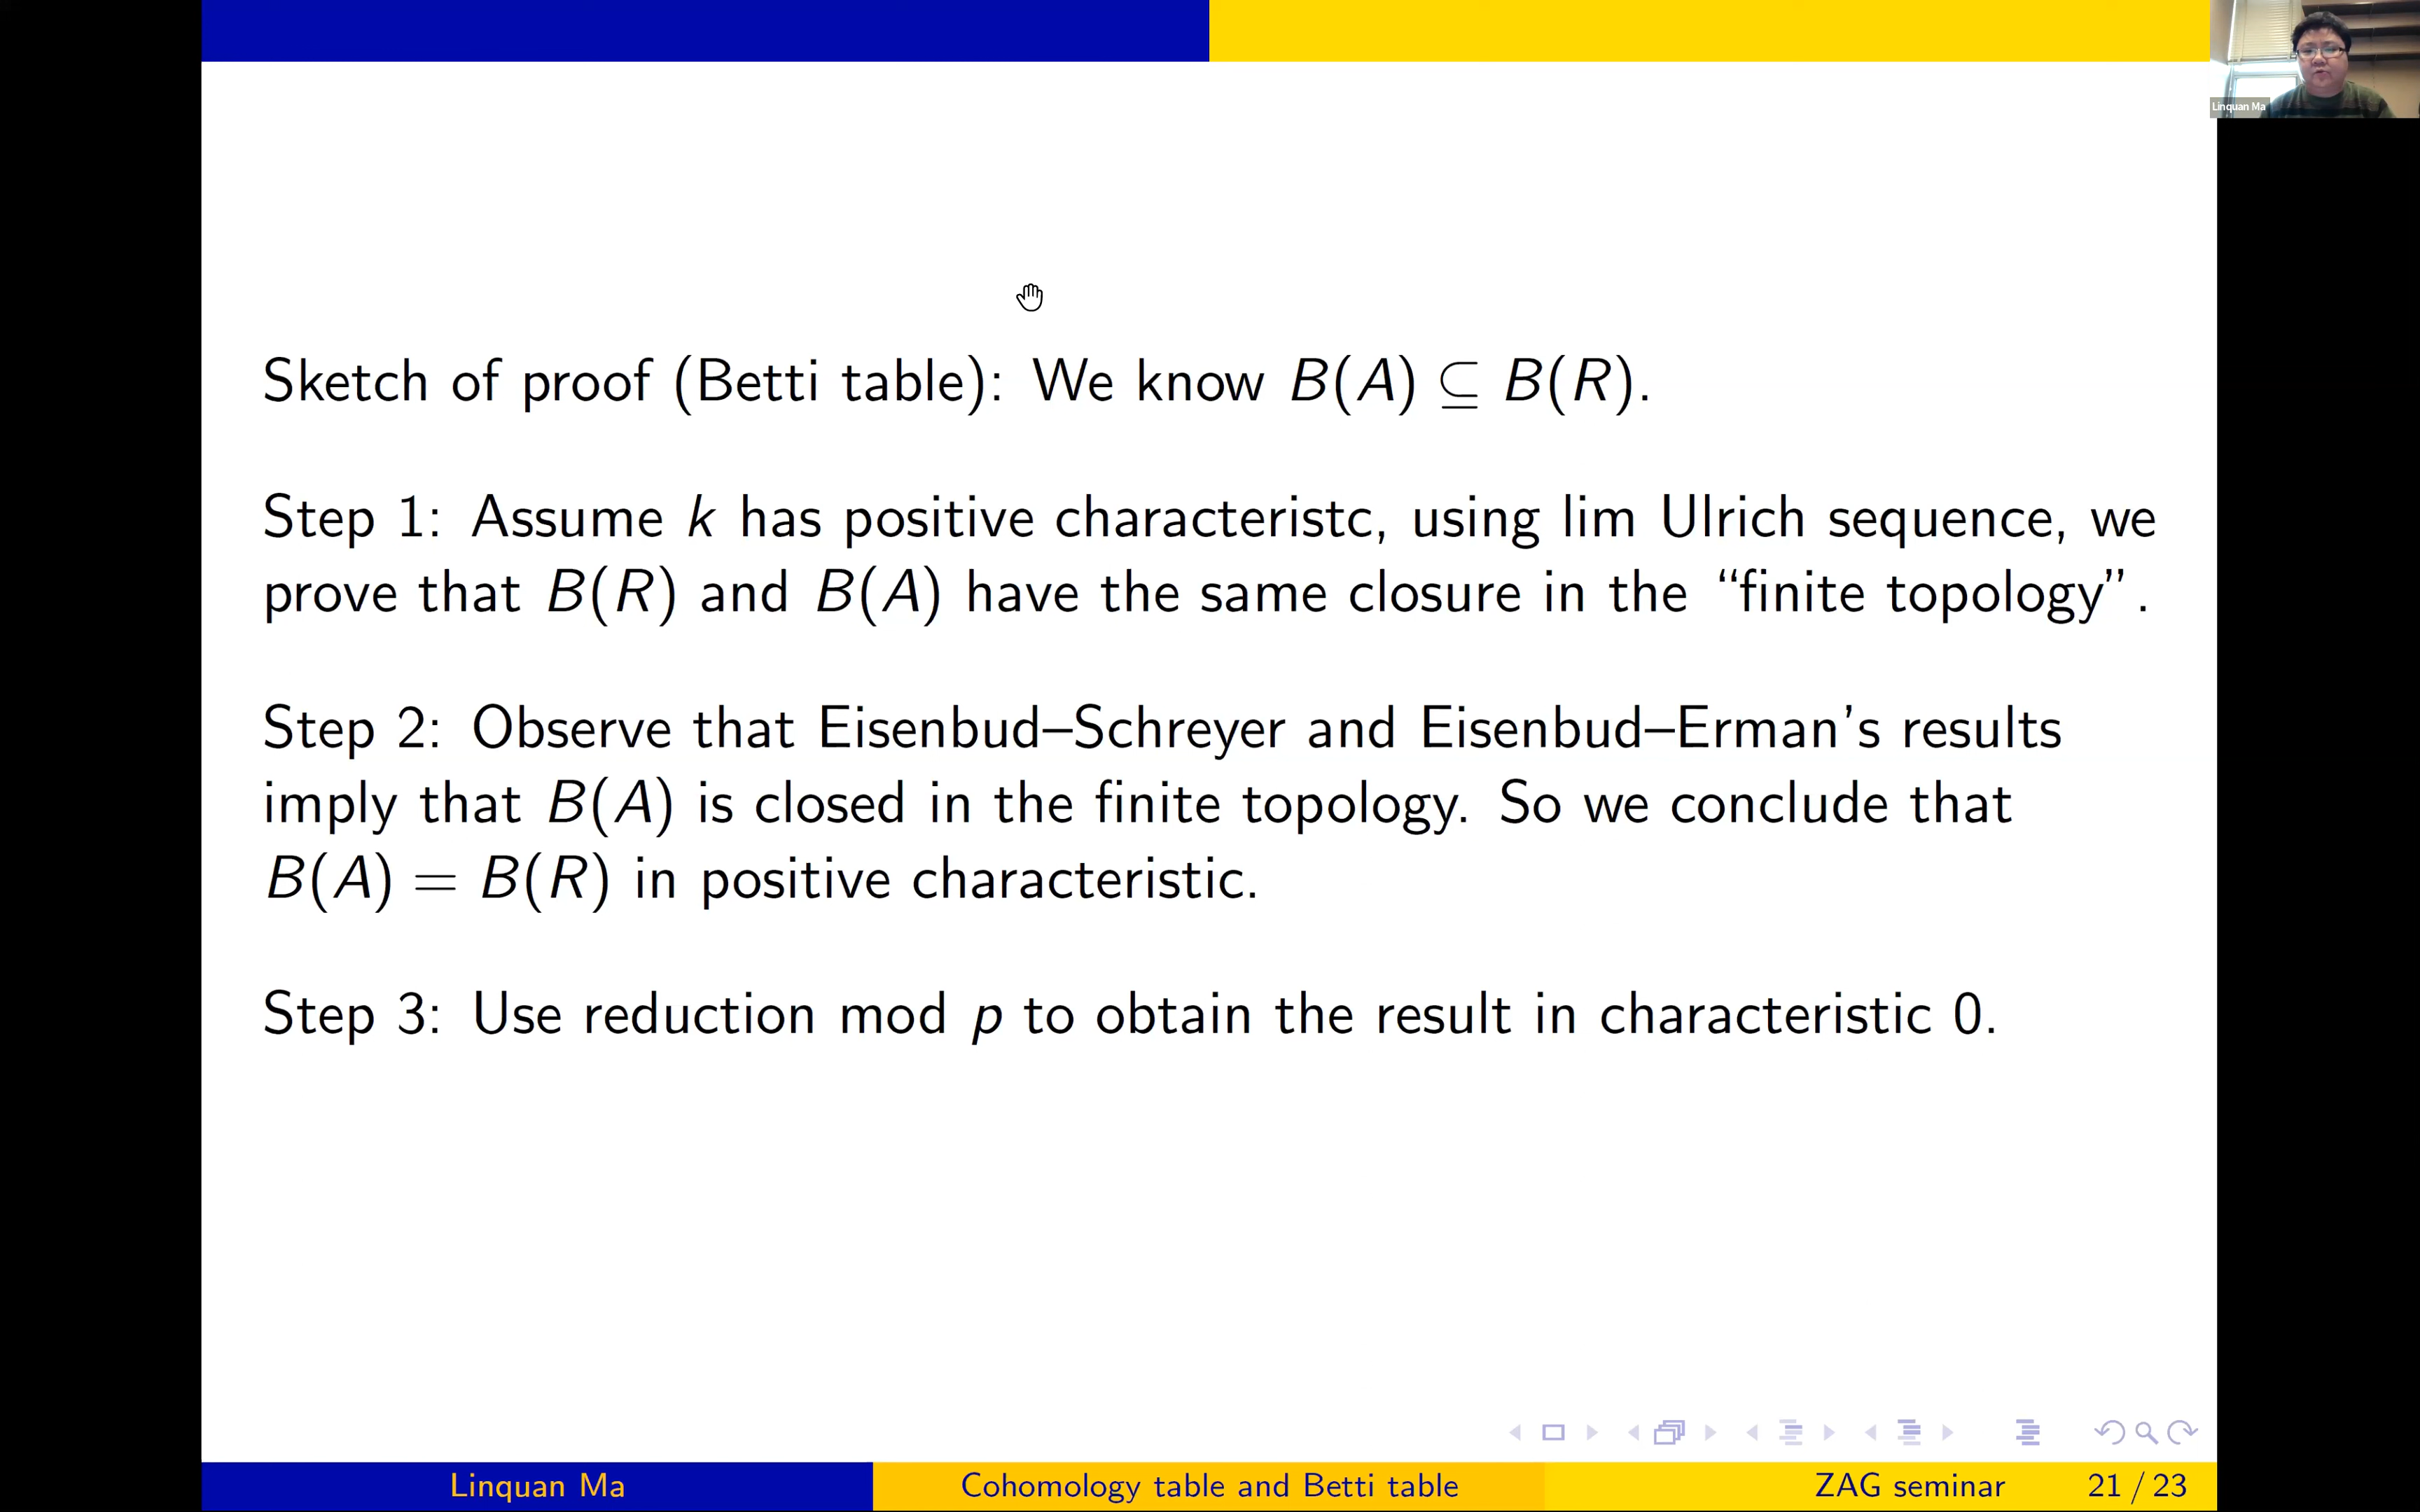 Linquan Ma
Sketch of proof (Betti table): We know B(A) ⊆ B(R).
Step 1: Assume k has positive characteristc, using lim Ulrich sequence, we
prove that B(R) and B(A) have the same closure in the “finite topology”.
Step 2: Observe that Eisenbud–Schreyer and Eisenbud–Erman’s results
imply that B(A) is closed in the finite topology. So we conclude that
B(A) = B(R) in positive characteristic.
Step 3: Use reduction mod p to obtain the result in characteristic 0.
Linquan Ma Cohomology table and Betti table ZAG seminar 21 / 23